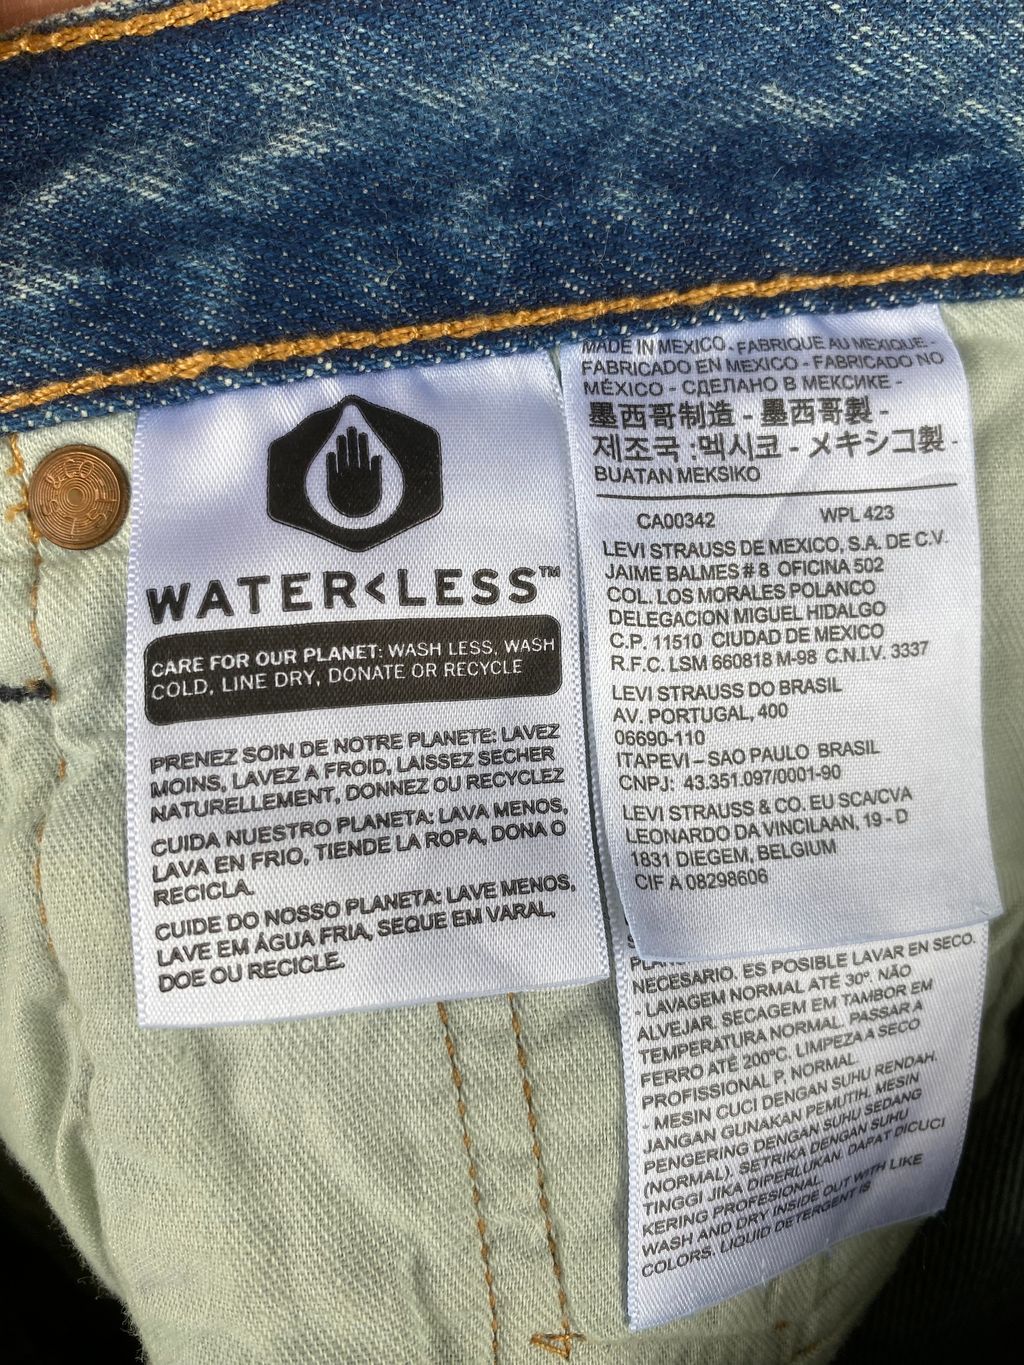 WATER<LESS™
CARE FOR OUR PLANET: WASH LESS, WASH
COLD, LINE DRY, DONATE OR RECYCLE
PRENEZ SOIN DE NOTRE PLANETE: LAVEZ
MOINS, LAVEZ A FROID, LAISSEZ SECHER
NATURELLEMENT, DONNEZ OU RECYCLEZ
CUIDA NUESTRO PLANETA: LAVA MENOS,
LAVA EN FRIO, TIENDE LA ROPA, DONA O
RECICLA.
CUIDE DO NOSSO PLANETA: LAVE MENOS,
LAVE EM ÁGUA FRIA, SEQUE EM VARAL,
DOE OU RECICLE.
MADE IN MEXICO - FABRIQUE AU MEXIQUE -
FABRICADO EN MEXICO - FABRICADO NO
MÉXICO - СДЕЛАНО В МЕКСИКЕ -
墨西哥制造 - 墨西哥製 -
제조국 :멕시코 - メキシコ製 -
BUATAN MEKSIKO
CA00342 WPL 423
LEVI STRAUSS DE MEXICO, S.A. DE C.V.
JAIME BALMES # 8 OFICINA 502
COL. LOS MORALES POLANCO
DELEGACION MIGUEL HIDALGO
C.P. 11510 CIUDAD DE MEXICO
R.F.C. LSM 660818 M-98 C.N.I.V. 3337
LEVI STRAUSS DO BRASIL
AV. PORTUGAL, 400
06690-110
ITAPEVI – SAO PAULO BRASIL
CNPJ: 43.351.097/0001-90
LEVI STRAUSS & CO. EU SCA/CVA
LEONARDO DA VINCILAAN, 19 - D
1831 DIEGEM, BELGIUM
CIF A 08298606
NECESARIO. ES POSIBLE LAVAR EN SECO.
- LAVAGEM NORMAL ATÉ 30º. NÃO
ALVEJAR. SECAGEM EM TAMBOR EM
TEMPERATURA NORMAL. PASSAR A
FERRO ATÉ 200ºC. LIMPEZA A SECO
PROFISSIONAL P, NORMAL.
- MESIN CUCI DENGAN SUHU RENDAH.
JANGAN GUNAKAN PEMUTIH. MESIN
PENGERING DENGAN SUHU SEDANG
(NORMAL). SETRIKA DENGAN SUHU
TINGGI JIKA DIPERLUKAN. DAPAT DICUCI
KERING PROFESIONAL.
WASH AND DRY INSIDE OUT WITH LIKE
COLORS. LIQUID DETERGENT IS